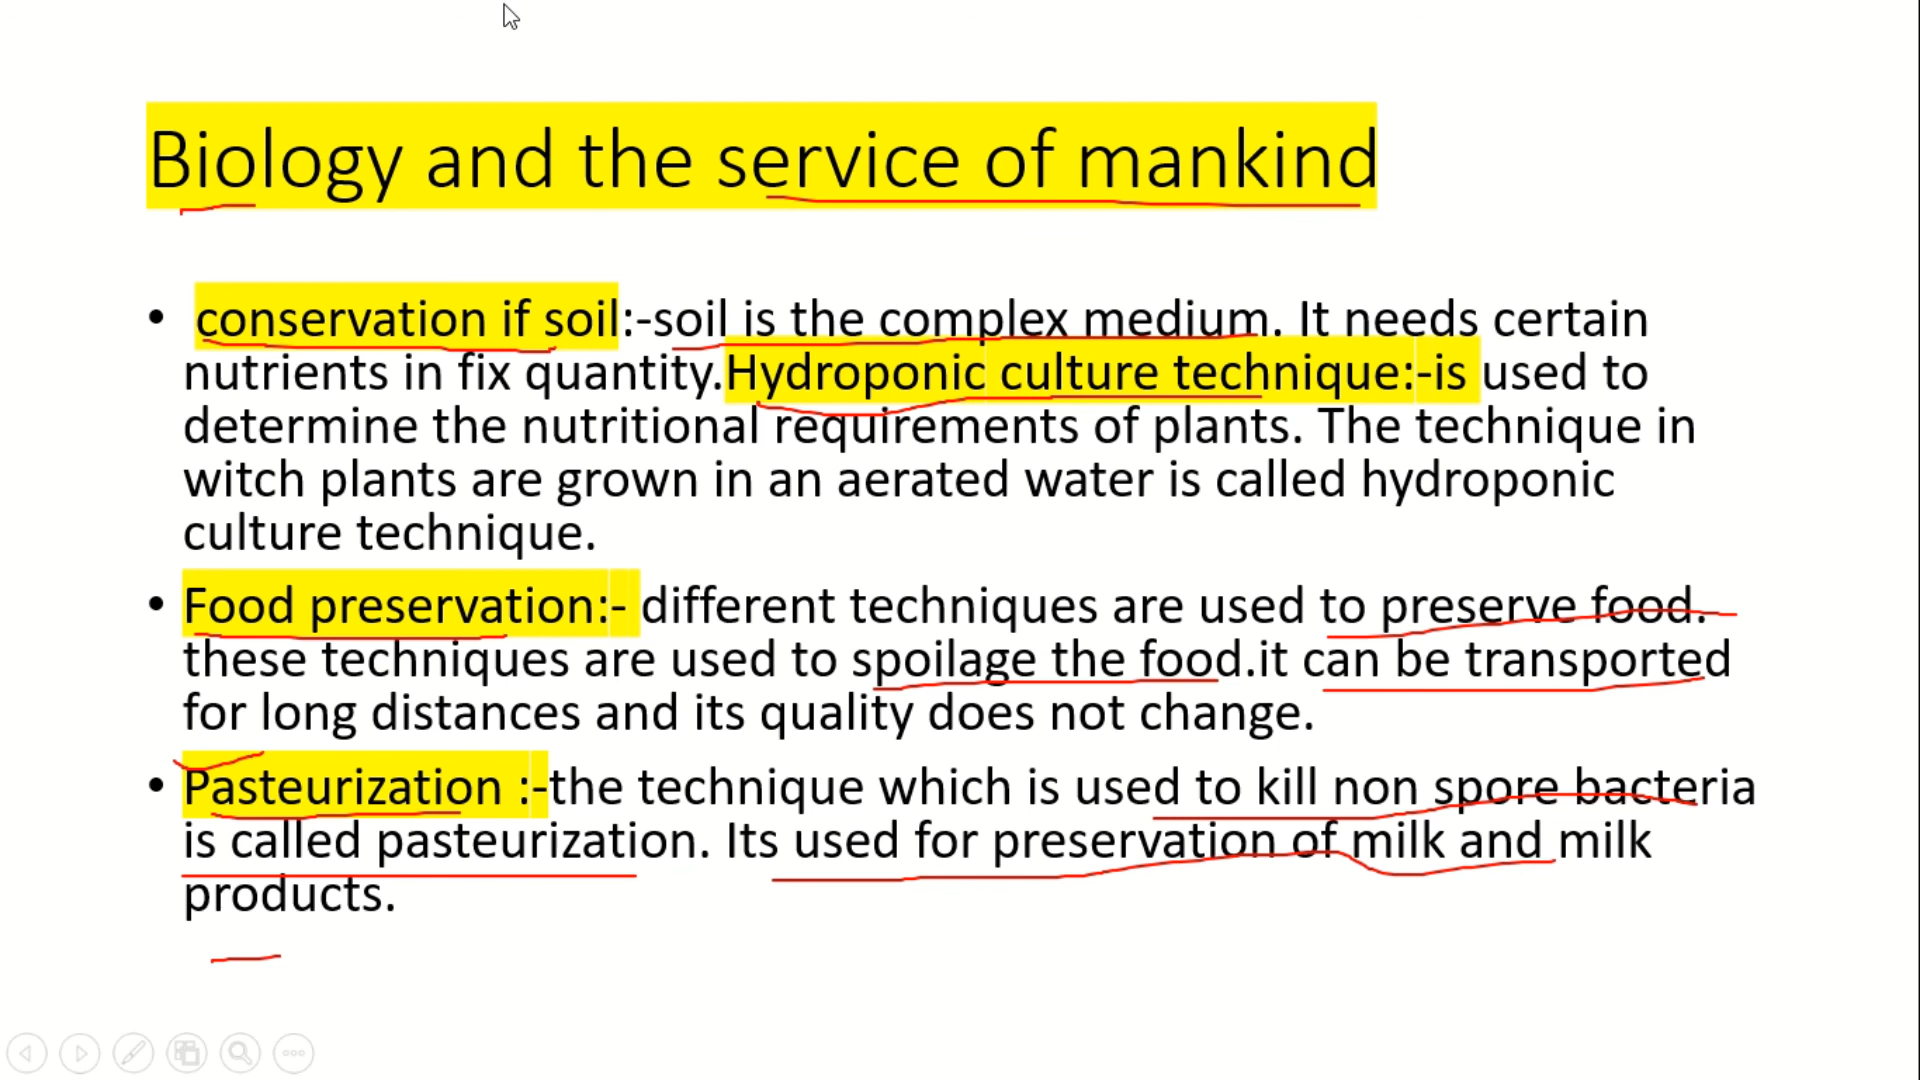 Biology and the service of mankind
• conservation if soil:-soil is the complex medium. It needs certain
nutrients in fix quantity.Hydroponic culture technique:-is used to
determine the nutritional requirements of plants. The technique in
witch plants are grown in an aerated water is called hydroponic
culture technique.
• Food preservation:- different techniques are used to preserve food.
these techniques are used to spoilage the food.it can be transported
for long distances and its quality does not change.
• Pasteurization :-the technique which is used to kill non spore bacteria
is called pasteurization. Its used for preservation of milk and milk
products.